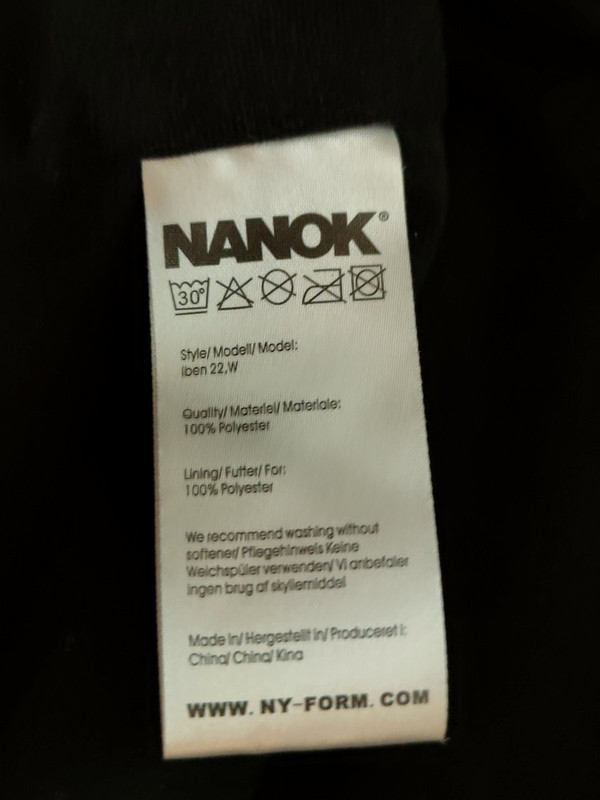 NANOK®
30°
Style/ Modell/ Model:
Iben 22,W
Quality/ Materiel/ Materiale:
100% Polyester
Lining/ Futter/ For:
100% Polyester
We recommend washing without
softener/ Pflegehinweis Keine
Weichspüler verwenden/ Vi anbefaler
ingen brug af skyllemiddel
Made in/ Hergestellt in/ Produceret i:
China/ China/ Kina
WWW.NY-FORM.COM